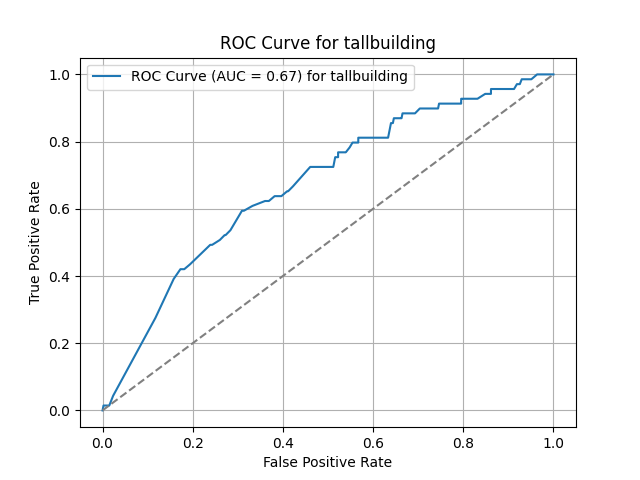 ROC Curve for tallbuilding
ROC Curve (AUC = 0.67) for tallbuilding
True Positive Rate
1.0
0.8
0.6
0.4
0.2
0.0
0.0 0.2 0.4 0.6 0.8 1.0
False Positive Rate